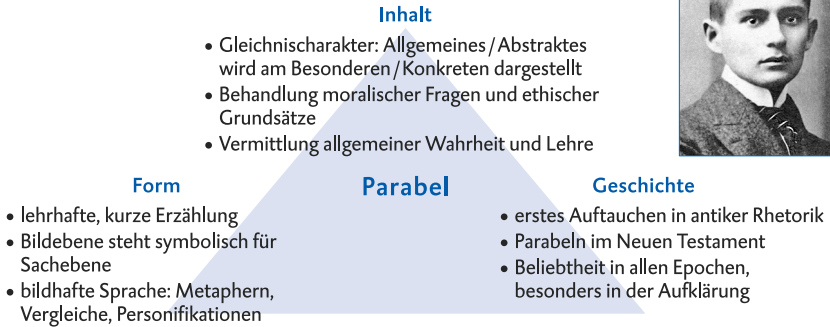 Inhalt
• Gleichnischarakter: Allgemeines/Abstraktes
wird am Besonderen/Konkreten dargestellt
• Behandlung moralischer Fragen und ethischer
Grundsätze
• Vermittlung allgemeiner Wahrheit und Lehre
Parabel
Form
• lehrhafte, kurze Erzählung
• Bildebene steht symbolisch für
Sachebene
• bildhafte Sprache: Metaphern,
Vergleiche, Personifikationen
Geschichte
• erstes Auftauchen in antiker Rhetorik
• Parabeln im Neuen Testament
• Beliebtheit in allen Epochen,
besonders in der Aufklärung